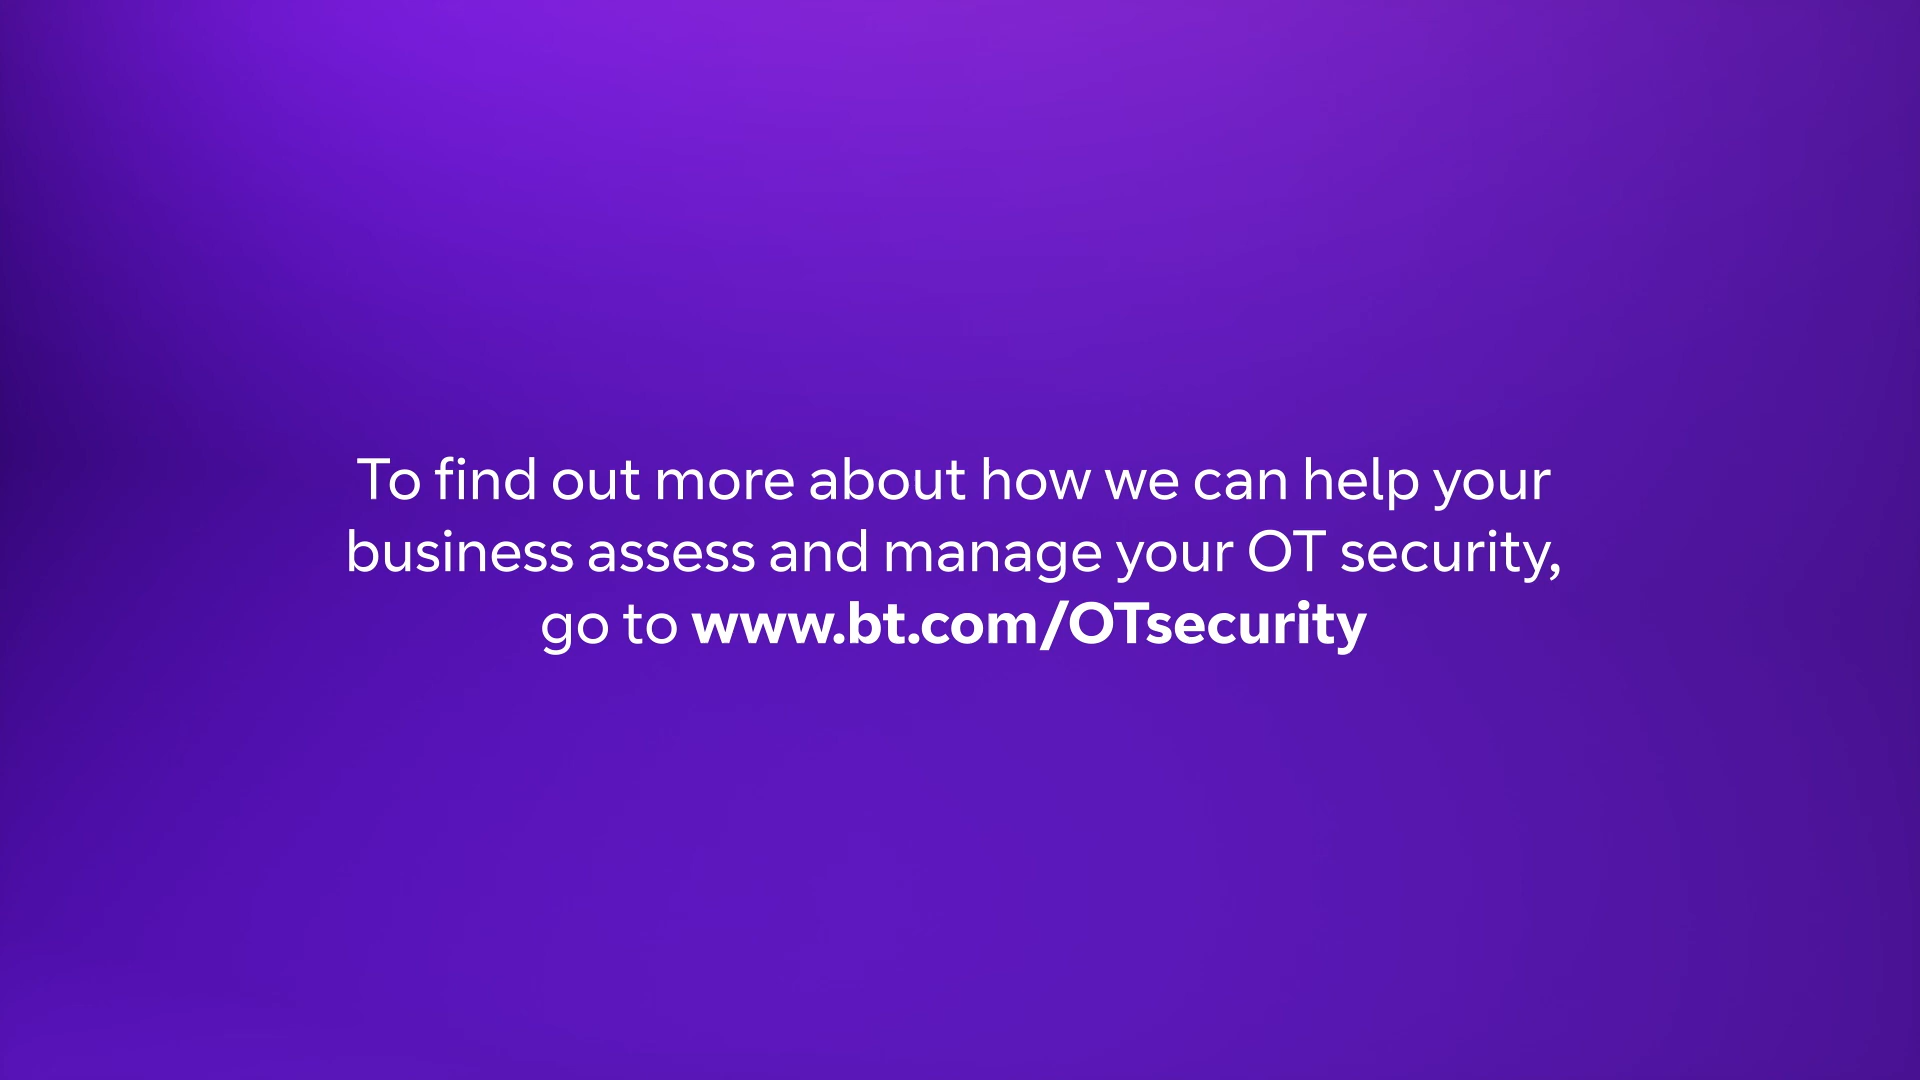 To find out more about how we can help your
business assess and manage your OT security,
go to www.bt.com/OTsecurity